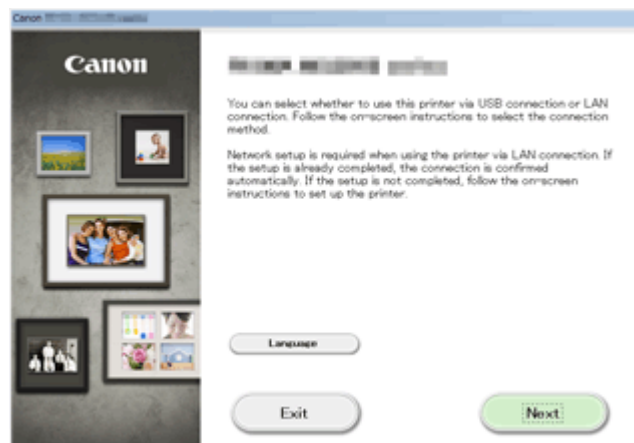 Canon
Canon
You can select whether to use this printer via USB connection or LAN
connection. Follow the on-screen instructions to select the connection
method.
Network setup is required when using the printer via LAN connection. If
the setup is already completed, the connection is confirmed
automatically. If the setup is not completed, follow the on-screen
instructions to set up the printer.
Language
Exit
Next